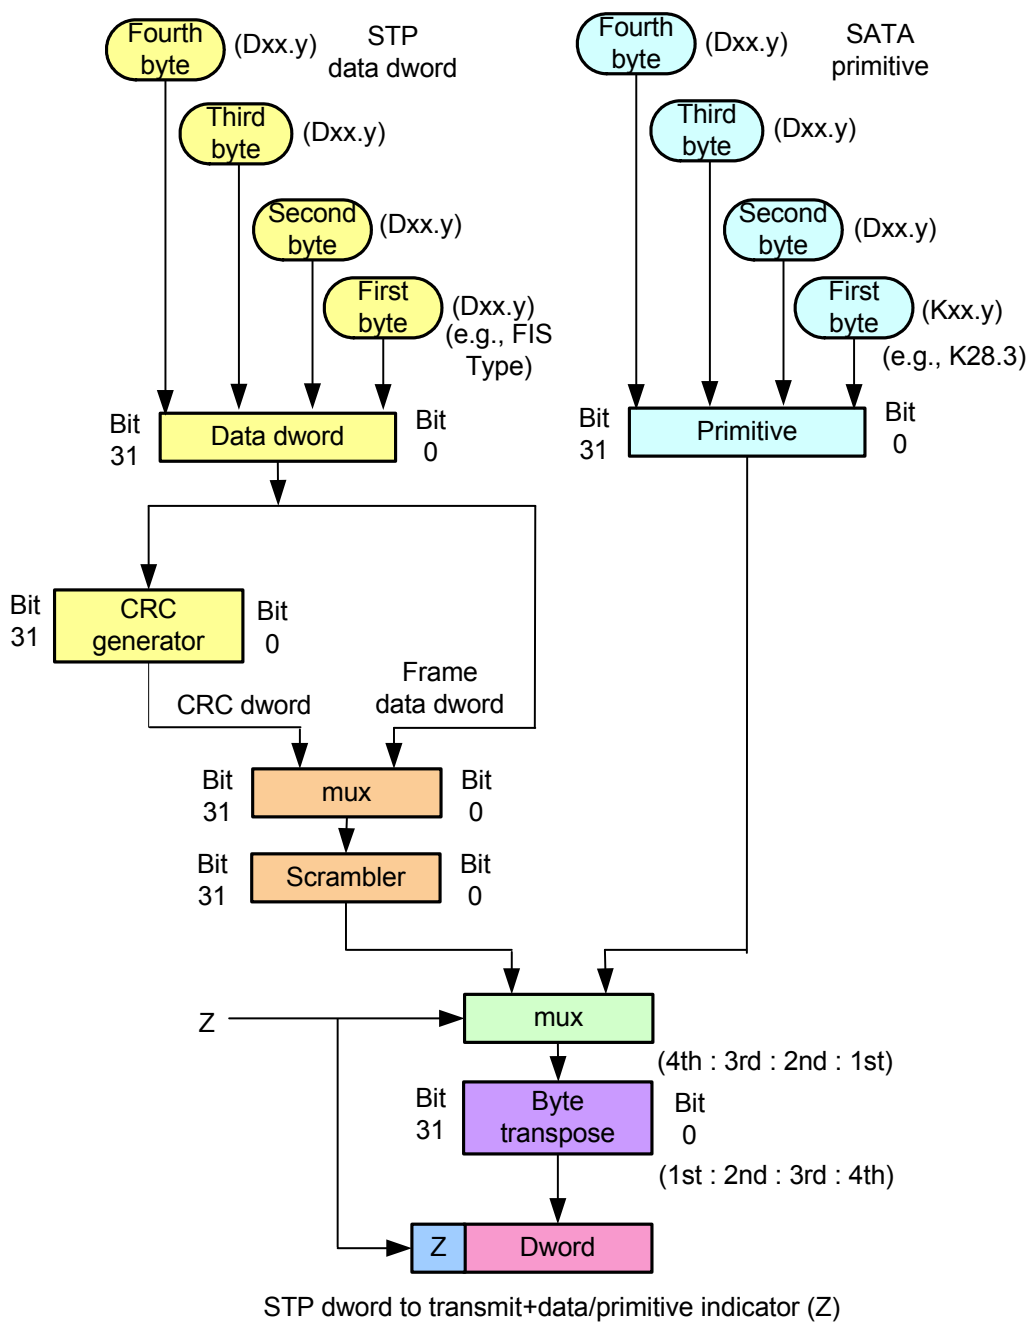 Fourth
byte
(Dxx.y)
STP
data dword
Third
byte
(Dxx.y)
Second
byte
(Dxx.y)
First
byte
(Dxx.y)
(e.g., FIS
Type)
Bit
31
Data dword
Bit
0
Fourth
byte
(Dxx.y)
SATA
primitive
Third
byte
(Dxx.y)
Second
byte
(Dxx.y)
First
byte
(Kxx.y)
(e.g., K28.3)
Bit
31
Primitive
Bit
0
Bit
31
CRC
generator
Bit
0
CRC dword
Frame
data dword
Bit
31
mux
Bit
0
Bit
31
Scrambler
Bit
0
Z
mux
(4th : 3rd : 2nd : 1st)
Bit
31
Byte
transpose
Bit
0
(1st : 2nd : 3rd : 4th)
Z
Dword
STP dword to transmit+data/primitive indicator (Z)